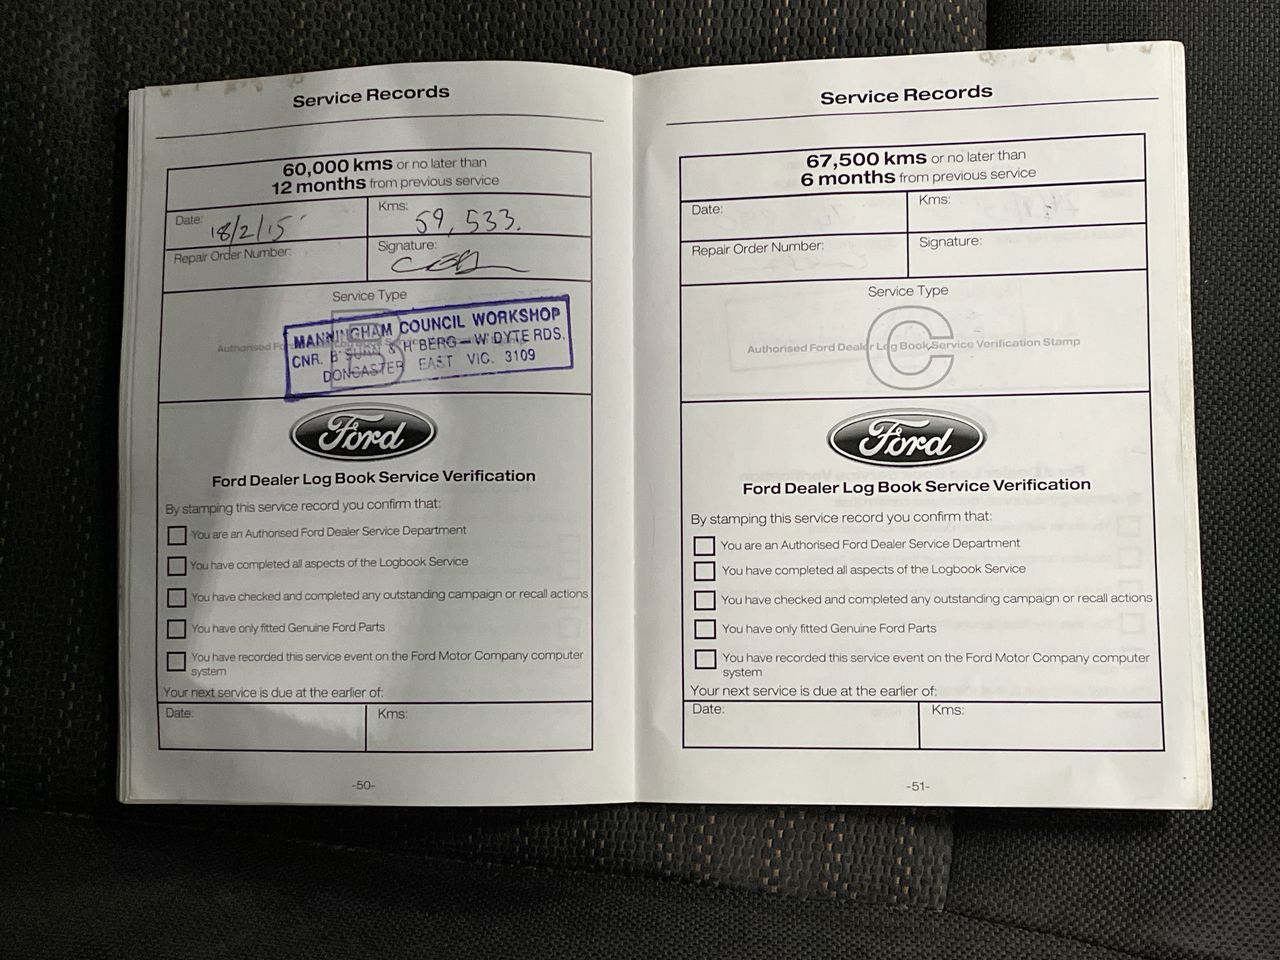 Service Records
60,000 kms or no later than
12 months from previous service
Date: 18/2/15
Kms: 59,533.
Repair Order Number:
Signature:
Service Type
B
Authorised Fo
MANNINGHAM COUNCIL WORKSHOP
CNR. B & H'BERG - W'DYTE RDS.
DONCASTER EAST VIC. 3109
Ford
Ford Dealer Log Book Service Verification
By stamping this service record you confirm that:
You are an Authorised Ford Dealer Service Department
You have completed all aspects of the Logbook Service
You have checked and completed any outstanding campaign or recall actions
You have only fitted Genuine Ford Parts
You have recorded this service event on the Ford Motor Company computer
system
Your next service is due at the earlier of:
Date:
Kms:
-50-
Service Records
67,500 kms or no later than
6 months from previous service
Date:
Kms:
Repair Order Number:
Signature:
Service Type
C
Authorised Ford Dealer Log Book Service Verification Stamp
Ford
Ford Dealer Log Book Service Verification
By stamping this service record you confirm that:
You are an Authorised Ford Dealer Service Department
You have completed all aspects of the Logbook Service
You have checked and completed any outstanding campaign or recall actions
You have only fitted Genuine Ford Parts
You have recorded this service event on the Ford Motor Company computer
system
Your next service is due at the earlier of:
Date:
Kms:
-51-